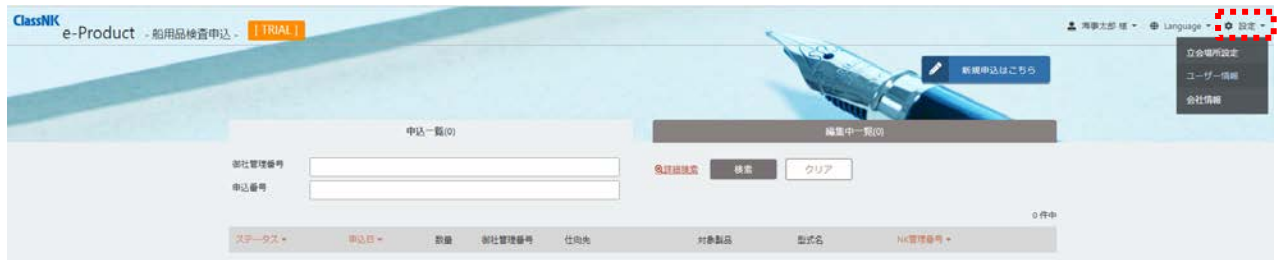 ClassNK
e-Product - 船用品検査申込 - [ TRIAL ]
海事太郎 様 Language 設定
立会場所設定
ユーザー情報
会社情報
新規申込はこちら
申込一覧(0) 編集中一覧(0)
御社管理番号
詳細検索 検索 クリア
申込番号
0 件中
ステータス 申込日 数量 御社管理番号 仕向先 対象製品 型式名 NK管理番号